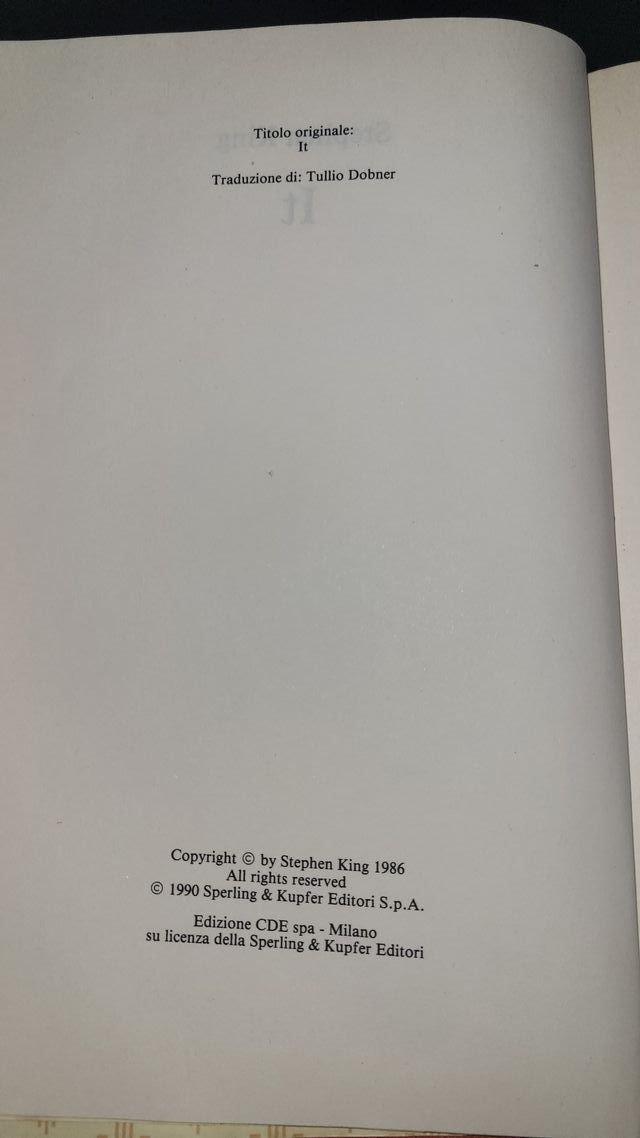 Titolo originale:
It
Traduzione di: Tullio Dobner
Copyright © by Stephen King 1986
All rights reserved
© 1990 Sperling & Kupfer Editori S.p.A.
Edizione CDE spa - Milano
su licenza della Sperling & Kupfer Editori